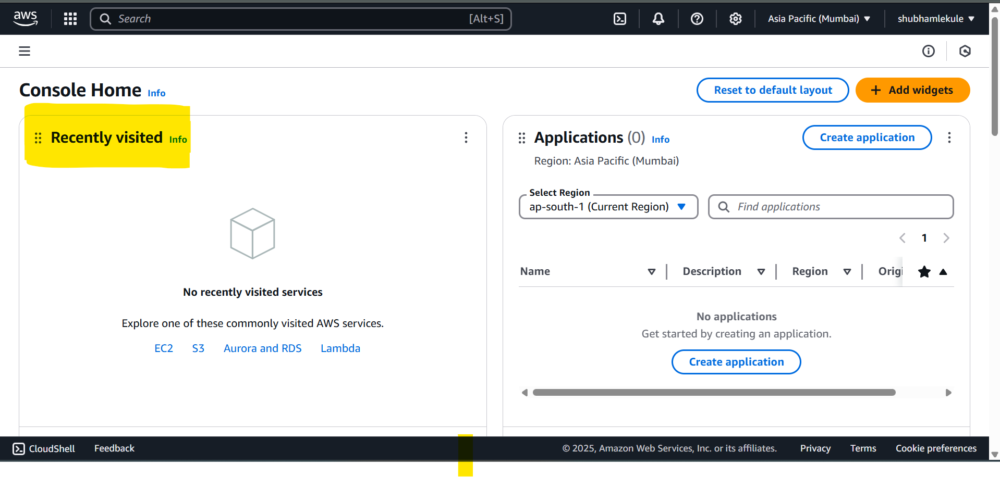 aws Search [Alt+S] Asia Pacific (Mumbai) shubhamlekule
Console Home Info Reset to default layout + Add widgets
Recently visited Info
No recently visited services
Explore one of these commonly visited AWS services.
EC2 S3 Aurora and RDS Lambda
Applications (0) Info Create application
Region: Asia Pacific (Mumbai)
Select Region
ap-south-1 (Current Region) Find applications
1
Name Description Region Origi
No applications
Get started by creating an application.
Create application
CloudShell Feedback © 2025, Amazon Web Services, Inc. or its affiliates. Privacy Terms Cookie preferences